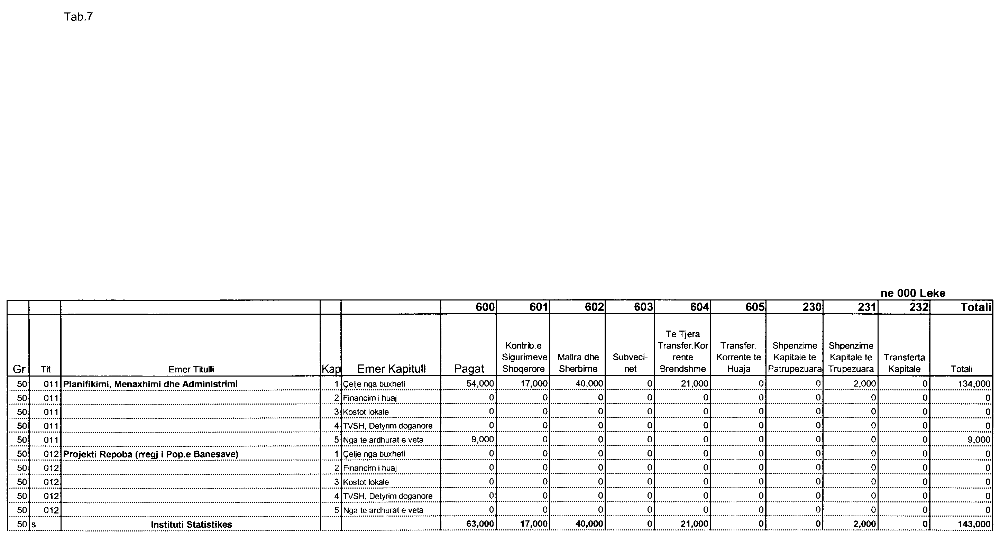 Tab.7
ne 000 Leke
600 601 602 603 604 605 230 231 232 Totali
Gr Tit Emer Titulli Kap Emer Kapitull Pagat Kontrib.e Sigurimeve Shoqerore Mallra dhe Sherbime Subveci-net Te Tjera Transfer.Kor rente Brendshme Transfer. Korrente te Huaja Shpenzime Kapitale te Patrupezuara Shpenzime Kapitale te Trupezuara Transferta Kapitale Totali
50 011 Planifikimi, Menaxhimi dhe Administrimi 1 Çelje nga buxheti 54,000 17,000 40,000 0 21,000 0 0 2,000 0 134,000
50 011 2 Financim i huaj 0 0 0 0 0 0 0 0 0 0
50 011 3 Kostot lokale 0 0 0 0 0 0 0 0 0 0
50 011 4 TVSH, Detyrim doganore 0 0 0 0 0 0 0 0 0 0
50 011 5 Nga te ardhurat e veta 9,000 0 0 0 0 0 0 0 0 9,000
50 012 Projekti Repoba (rregj i Pop.e Banesave) 1 Çelje nga buxheti 0 0 0 0 0 0 0 0 0 0
50 012 2 Financim i huaj 0 0 0 0 0 0 0 0 0 0
50 012 3 Kostot lokale 0 0 0 0 0 0 0 0 0 0
50 012 4 TVSH, Detyrim doganore 0 0 0 0 0 0 0 0 0 0
50 012 5 Nga te ardhurat e veta 0 0 0 0 0 0 0 0 0 0
50 s Instituti Statistikes 63,000 17,000 40,000 0 21,000 0 0 2,000 0 143,000